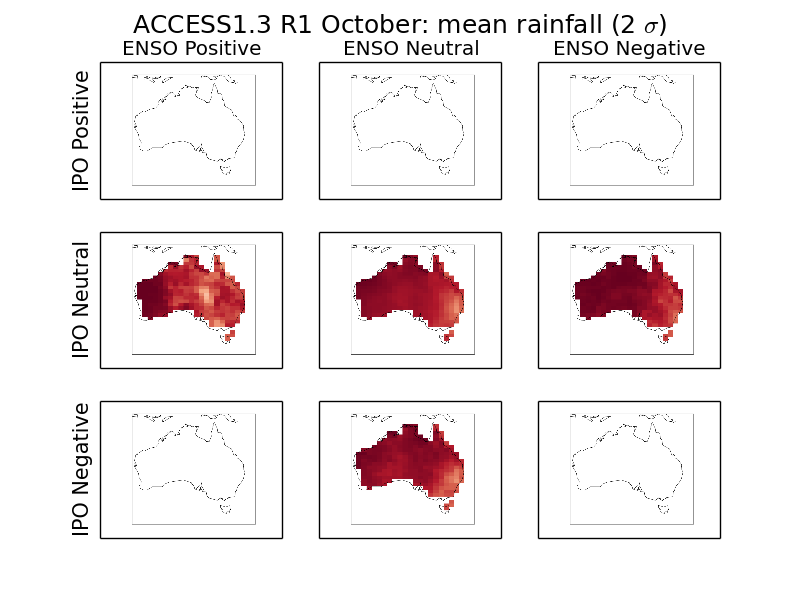 ACCESS1.3 R1 October: mean rainfall (2 σ)
ENSO Positive ENSO Neutral ENSO Negative
IPO Positive
IPO Neutral
IPO Negative